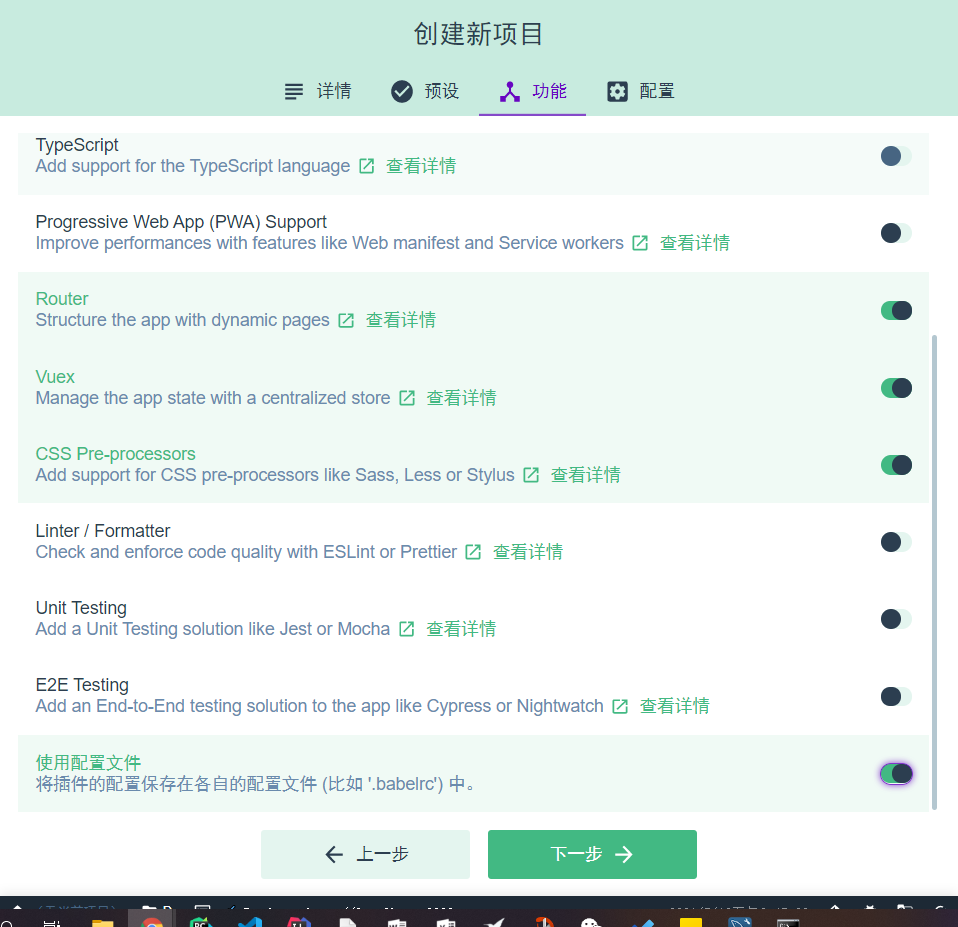 创建新项目
详情 预设 功能 配置
TypeScript
Add support for the TypeScript language 查看详情
Progressive Web App (PWA) Support
Improve performances with features like Web manifest and Service workers 查看详情
Router
Structure the app with dynamic pages 查看详情
Vuex
Manage the app state with a centralized store 查看详情
CSS Pre-processors
Add support for CSS pre-processors like Sass, Less or Stylus 查看详情
Linter / Formatter
Check and enforce code quality with ESLint or Prettier 查看详情
Unit Testing
Add a Unit Testing solution like Jest or Mocha 查看详情
E2E Testing
Add an End-to-End testing solution to the app like Cypress or Nightwatch 查看详情
使用配置文件
将插件的配置保存在各自的配置文件 (比如 '.babelrc') 中。
上一步 下一步